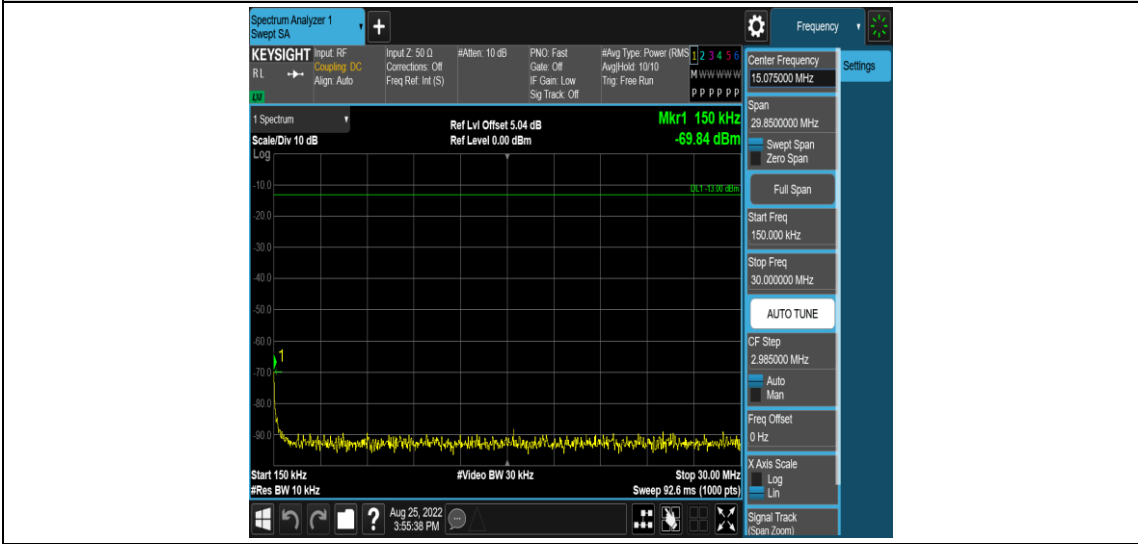 Spectrum Analyzer 1
Swept SA
+
Frequency
KEYSIGHT
RL
LXI
Input: RF
Coupling: DC
Align: Auto
Input Z: 50 Ω
Corrections: Off
Freq Ref: Int (S)
#Atten: 10 dB
PNO: Fast
Gate: Off
IF Gain: Low
Sig Track: Off
#Avg Type: Power (RMS
Avg|Hold: 10/10
Trig: Free Run
1 2 3 4 5 6
M W W W W W
P P P P P P
1 Spectrum
Scale/Div 10 dB
Log
Ref Lvl Offset 5.04 dB
Ref Level 0.00 dBm
Mkr1 150 kHz
-69.84 dBm
DL1 -13.00 dBm
-10.0
-20.0
-30.0
-40.0
-50.0
-60.0
-70.0
-80.0
-90.0
1
Start 150 kHz
#Res BW 10 kHz
#Video BW 30 kHz
Stop 30.00 MHz
Sweep 92.6 ms (1000 pts)
?
Aug 25, 2022
3:55:38 PM
Center Frequency
15.075000 MHz
Settings
Span
29.8500000 MHz
Swept Span
Zero Span
Full Span
Start Freq
150.000 kHz
Stop Freq
30.000000 MHz
AUTO TUNE
CF Step
2.985000 MHz
Auto
Man
Freq Offset
0 Hz
X Axis Scale
Log
Lin
Signal Track
(Span Zoom)